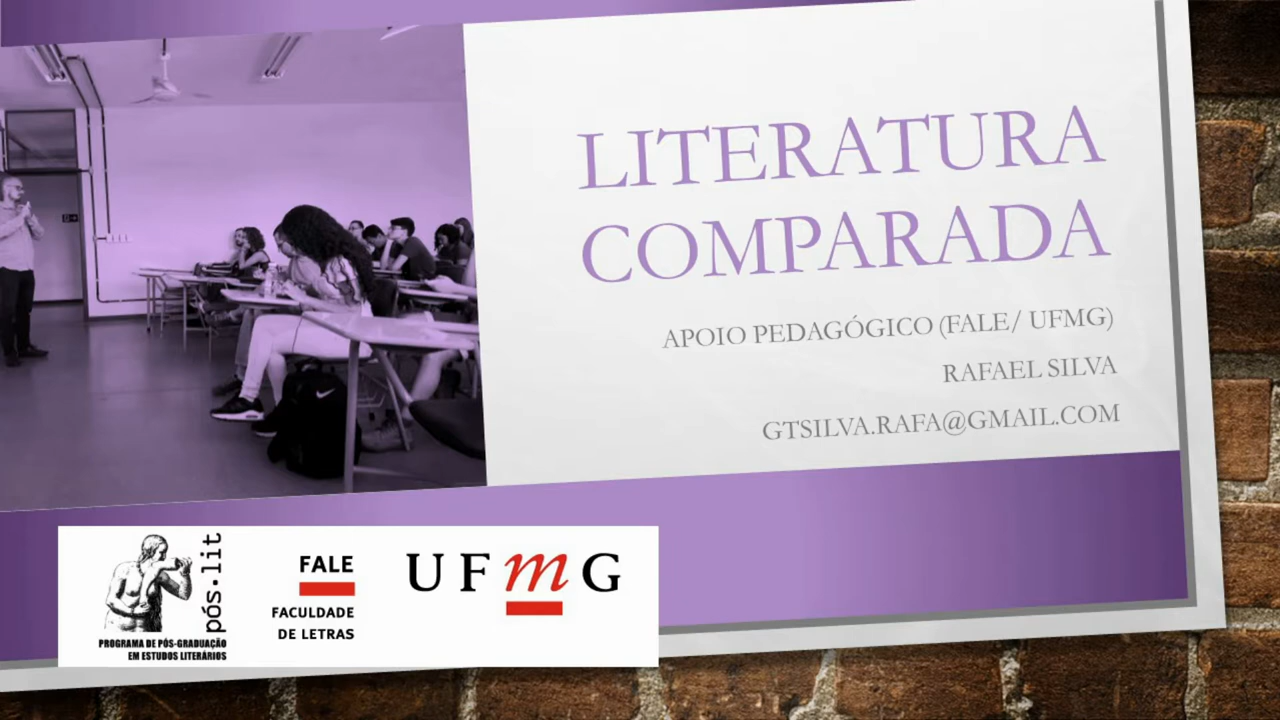 LITERATURA
COMPARADA
APOIO PEDAGÓGICO (FALE/ UFMG)
RAFAEL SILVA
GTSILVA.RAFA@GMAIL.COM
pós.lit
PROGRAMA DE PÓS-GRADUAÇÃO
EM ESTUDOS LITERÁRIOS
FALE
FACULDADE
DE LETRAS
UFmG